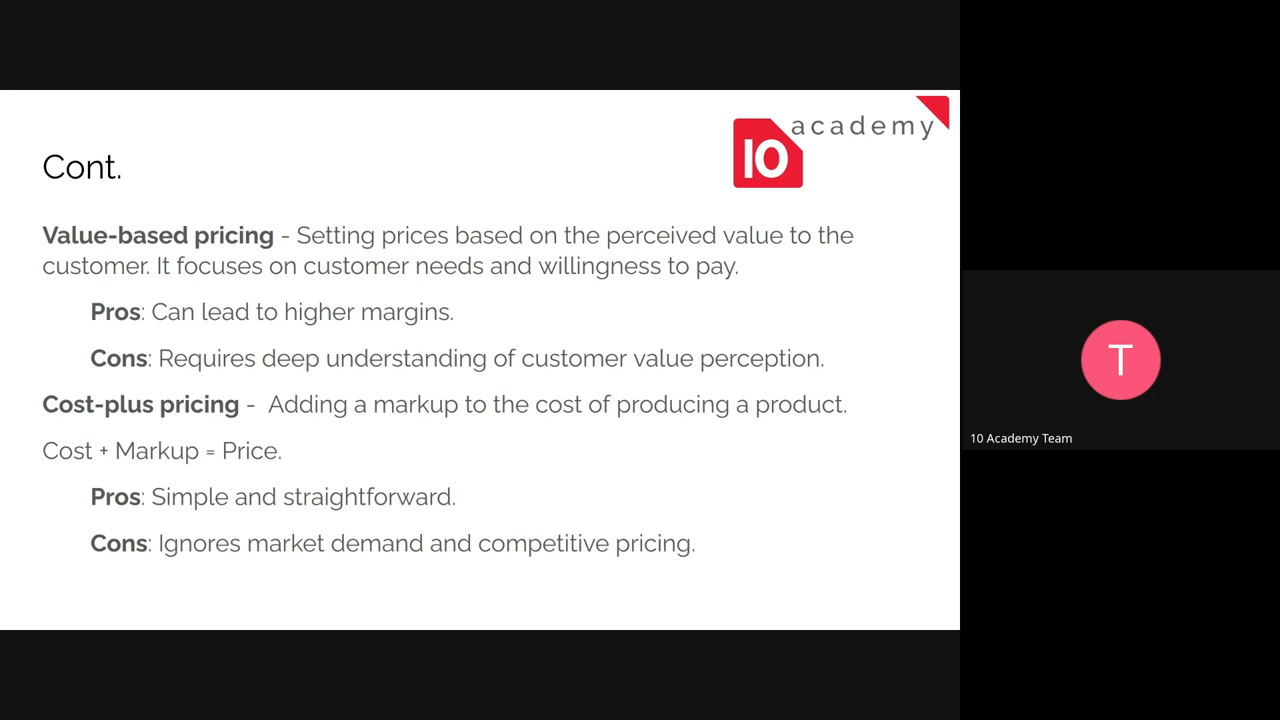 academy
10
Cont.
Value-based pricing - Setting prices based on the perceived value to the
customer. It focuses on customer needs and willingness to pay.
Pros: Can lead to higher margins.
Cons: Requires deep understanding of customer value perception.
Cost-plus pricing - Adding a markup to the cost of producing a product.
Cost + Markup = Price.
Pros: Simple and straightforward.
Cons: Ignores market demand and competitive pricing.
T
10 Academy Team